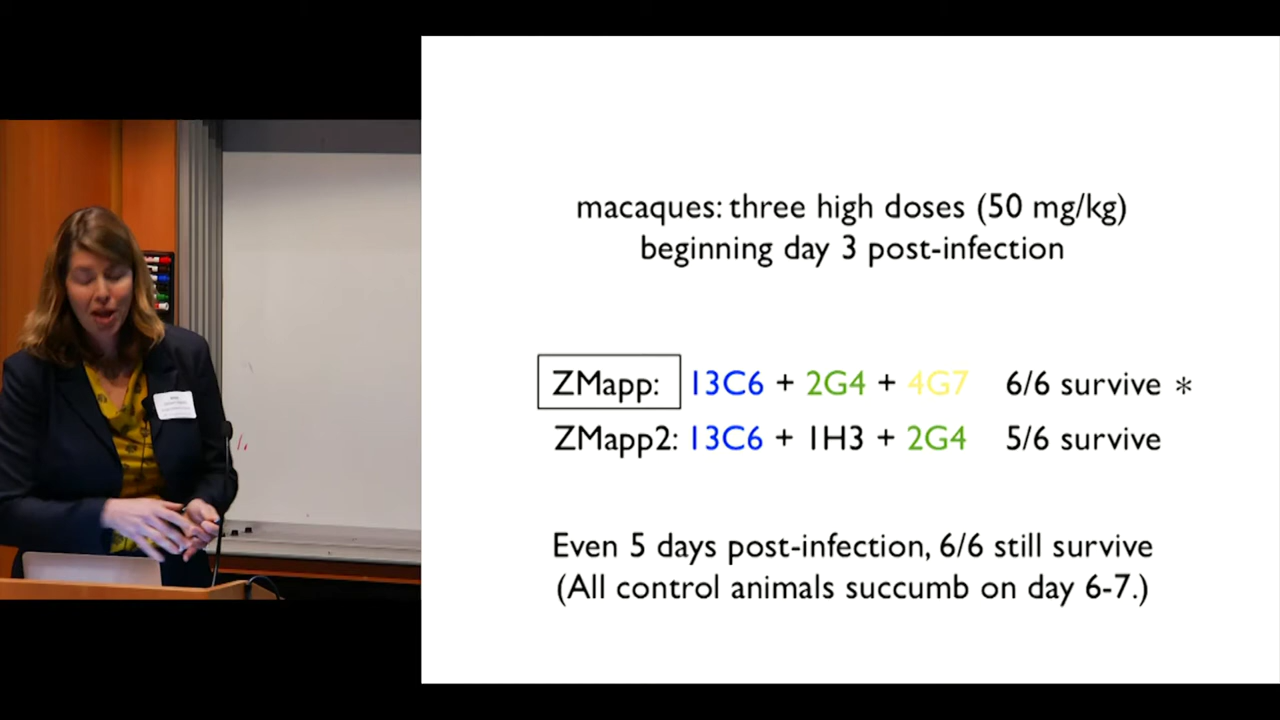 macaques: three high doses (50 mg/kg)
beginning day 3 post-infection
ZMapp: 13C6 + 2G4 + 4G7 6/6 survive *
ZMapp2: 13C6 + 1H3 + 2G4 5/6 survive
Even 5 days post-infection, 6/6 still survive
(All control animals succumb on day 6-7.)